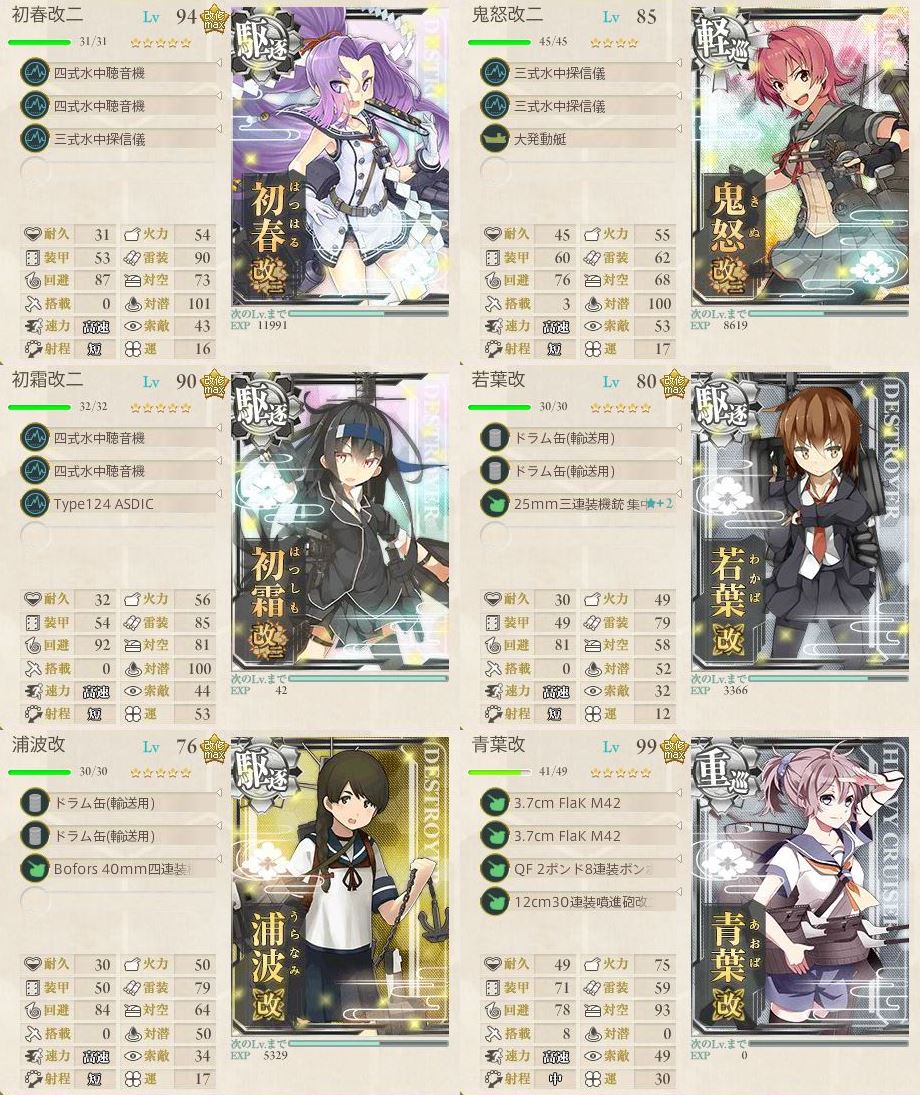 初春改二 Lv 94 改修max
31/31
四式水中聴音機
四式水中聴音機
三式水中探信儀
耐久 31 火力 54
装甲 53 雷装 90
回避 87 対空 73
搭載 0 対潜 101
速力 高速 索敵 43
射程 短 運 16
駆逐
DESTROYER
初春改二
はつはる
次のLv.まで
EXP 11991
鬼怒改二 Lv 85
45/45
三式水中探信儀
三式水中探信儀
大発動艇
耐久 45 火力 55
装甲 60 雷装 62
回避 76 対空 68
搭載 3 対潜 100
速力 高速 索敵 53
射程 短 運 17
軽巡
鬼怒改二
きぬ
次のLv.まで
EXP 8619
初霜改二 Lv 90 改修max
32/32
四式水中聴音機
四式水中聴音機
Type124 ASDIC
耐久 32 火力 56
装甲 54 雷装 85
回避 92 対空 81
搭載 0 対潜 100
速力 高速 索敵 44
射程 短 運 53
駆逐
DESTROYER
初霜改二
はつしも
次のLv.まで
EXP 42
若葉改 Lv 80 改修max
30/30
ドラム缶(輸送用)
ドラム缶(輸送用)
25mm三連装機銃 集中 ★+2
耐久 30 火力 49
装甲 49 雷装 79
回避 81 対空 58
搭載 0 対潜 52
速力 高速 索敵 32
射程 短 運 12
駆逐
DESTROYER
若葉改
わかば
次のLv.まで
EXP 3366
浦波改 Lv 76 改修max
30/30
ドラム缶(輸送用)
ドラム缶(輸送用)
Bofors 40mm四連装
耐久 30 火力 50
装甲 50 雷装 79
回避 84 対空 64
搭載 0 対潜 50
速力 高速 索敵 34
射程 短 運 17
駆逐
DESTROYER
浦波改
うらなみ
次のLv.まで
EXP 5329
青葉改 Lv 99 改修max
41/49
3.7cm FlaK M42
3.7cm FlaK M42
QF 2ポンド8連装ポン
12cm30連装噴進砲改
耐久 49 火力 75
装甲 71 雷装 59
回避 78 対空 93
搭載 8 対潜 0
速力 高速 索敵 49
射程 中 運 30
重巡
HEAVY CRUISER
青葉改
あおば
次のLv.まで
EXP 0